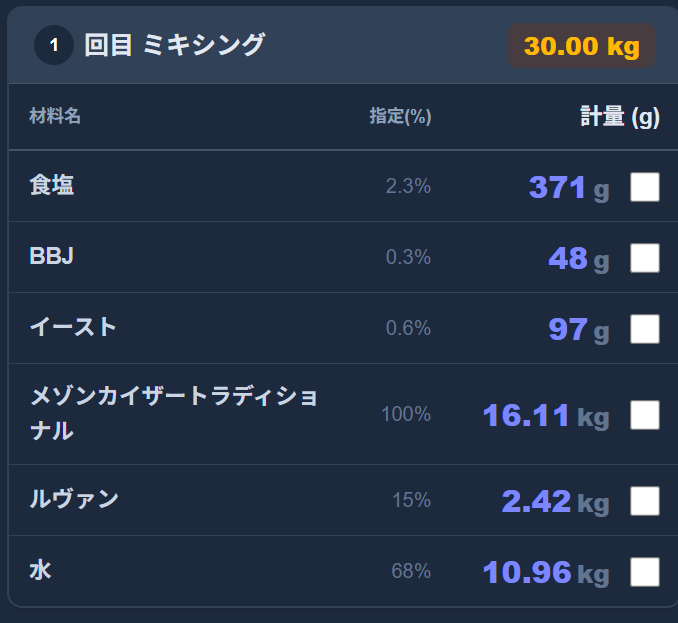 1 回目 ミキシング 30.00 kg
材料名 指定(%) 計量 (g)
食塩 2.3% 371 g
BBJ 0.3% 48 g
イースト 0.6% 97 g
メゾンカイザートラディショ
ナル 100% 16.11 kg
ルヴァン 15% 2.42 kg
水 68% 10.96 kg